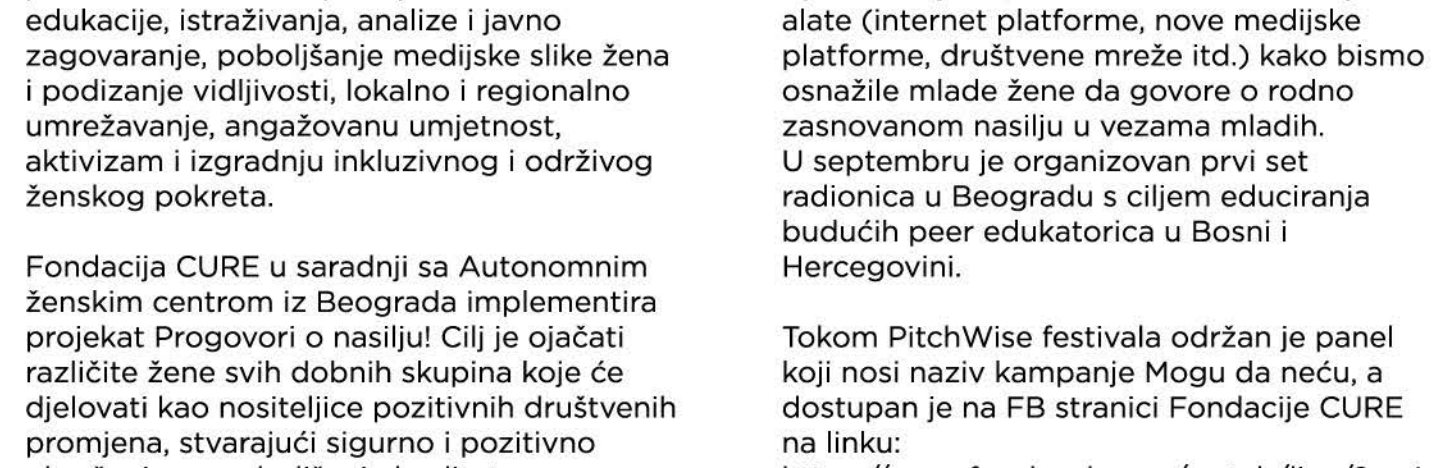 edukacije, istraživanja, analize i javno
zagovaranje, poboljšanje medijske slike žena
i podizanje vidljivosti, lokalno i regionalno
umrežavanje, angažovanu umjetnost,
aktivizam i izgradnju inkluzivnog i održivog
ženskog pokreta.
Fondacija CURE u saradnji sa Autonomnim
ženskim centrom iz Beograda implementira
projekat Progovori o nasilju! Cilj je ojačati
različite žene svih dobnih skupina koje će
djelovati kao nositeljice pozitivnih društvenih
promjena, stvarajući sigurno i pozitivno
alate (internet platforme, nove medijske
platforme, društvene mreže itd.) kako bismo
osnažile mlade žene da govore o rodno
zasnovanom nasilju u vezama mladih.
U septembru je organizovan prvi set
radionica u Beogradu s ciljem educiranja
budućih peer edukatorica u Bosni i
Hercegovini.
Tokom PitchWise festivala održan je panel
koji nosi naziv kampanje Mogu da neću, a
dostupan je na FB stranici Fondacije CURE
na linku: